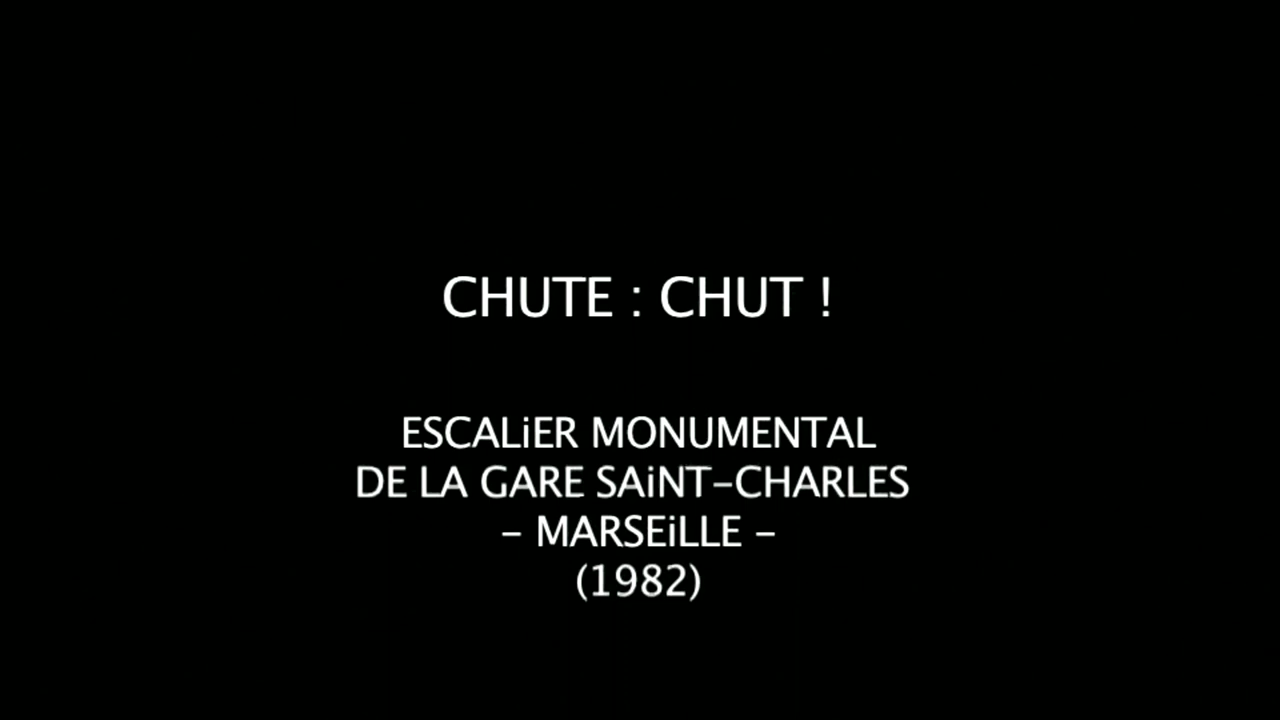 CHUTE : CHUT !
ESCALiER MONUMENTAL
DE LA GARE SAiNT-CHARLES
- MARSEiLLE -
(1982)